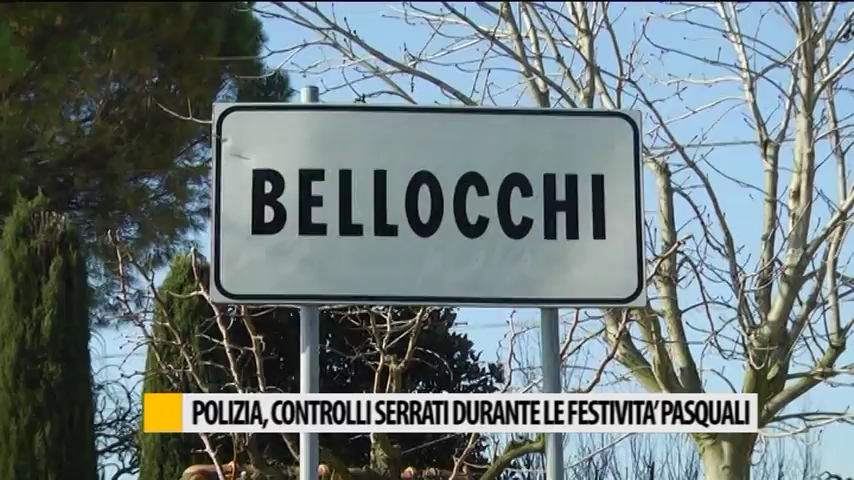 BELLOCCHI
POLIZIA, CONTROLLI SERRATI DURANTE LE FESTIVITA' PASQUALI